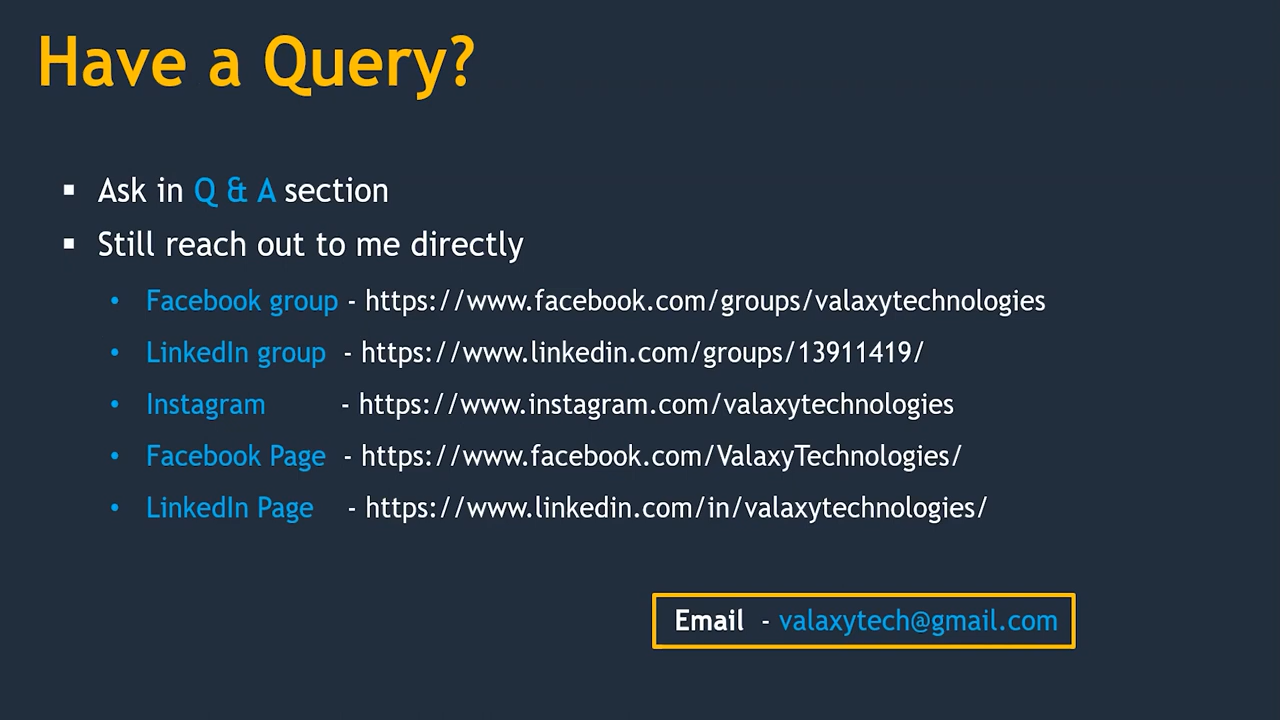 Have a Query?
▪ Ask in Q & A section
▪ Still reach out to me directly
• Facebook group - https://www.facebook.com/groups/valaxytechnologies
• LinkedIn group - https://www.linkedin.com/groups/13911419/
• Instagram - https://www.instagram.com/valaxytechnologies
• Facebook Page - https://www.facebook.com/ValaxyTechnologies/
• LinkedIn Page - https://www.linkedin.com/in/valaxytechnologies/
Email - valaxytech@gmail.com